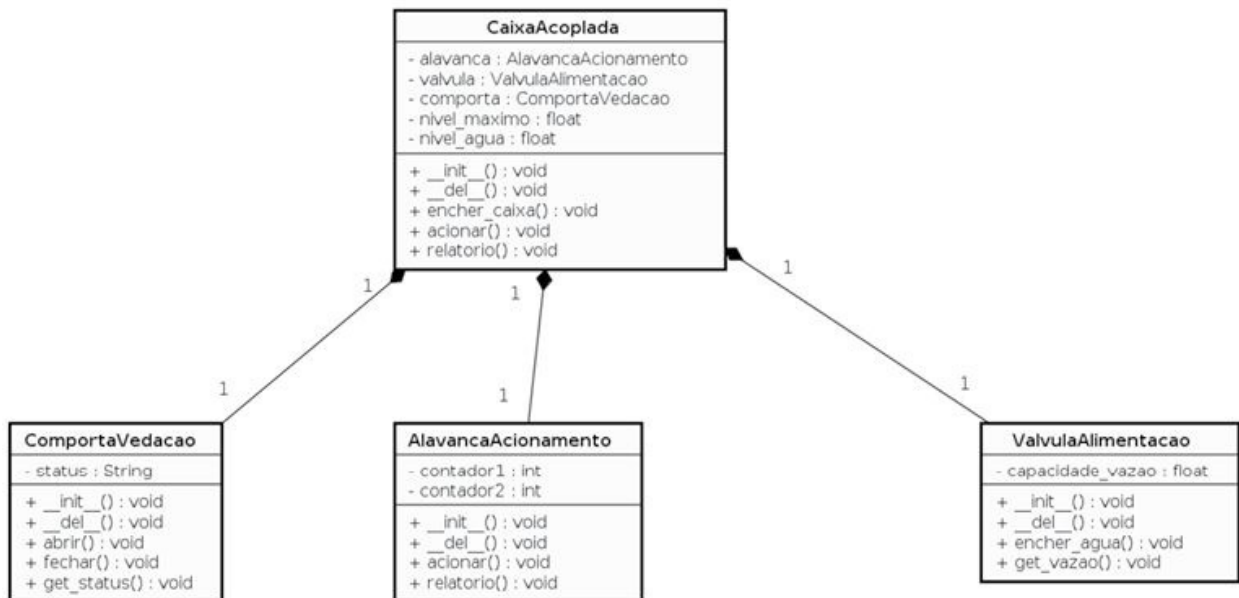 CaixaAcoplada
- alavanca : AlavancaAcionamento
- valvula : ValvulaAlimentacao
- comporta : ComportaVedacao
- nivel_maximo : float
- nivel_agua : float
+ __init__() : void
+ __del__() : void
+ encher_caixa() : void
+ acionar() : void
+ relatorio() : void
1
1
1
1
1
1
ComportaVedacao
- status : String
+ __init__() : void
+ __del__() : void
+ abrir() : void
+ fechar() : void
+ get_status() : void
AlavancaAcionamento
- contador1 : int
- contador2 : int
+ __init__() : void
+ __del__() : void
+ acionar() : void
+ relatorio() : void
ValvulaAlimentacao
- capacidade_vazao : float
+ __init__() : void
+ __del__() : void
+ encher_agua() : void
+ get_vazao() : void